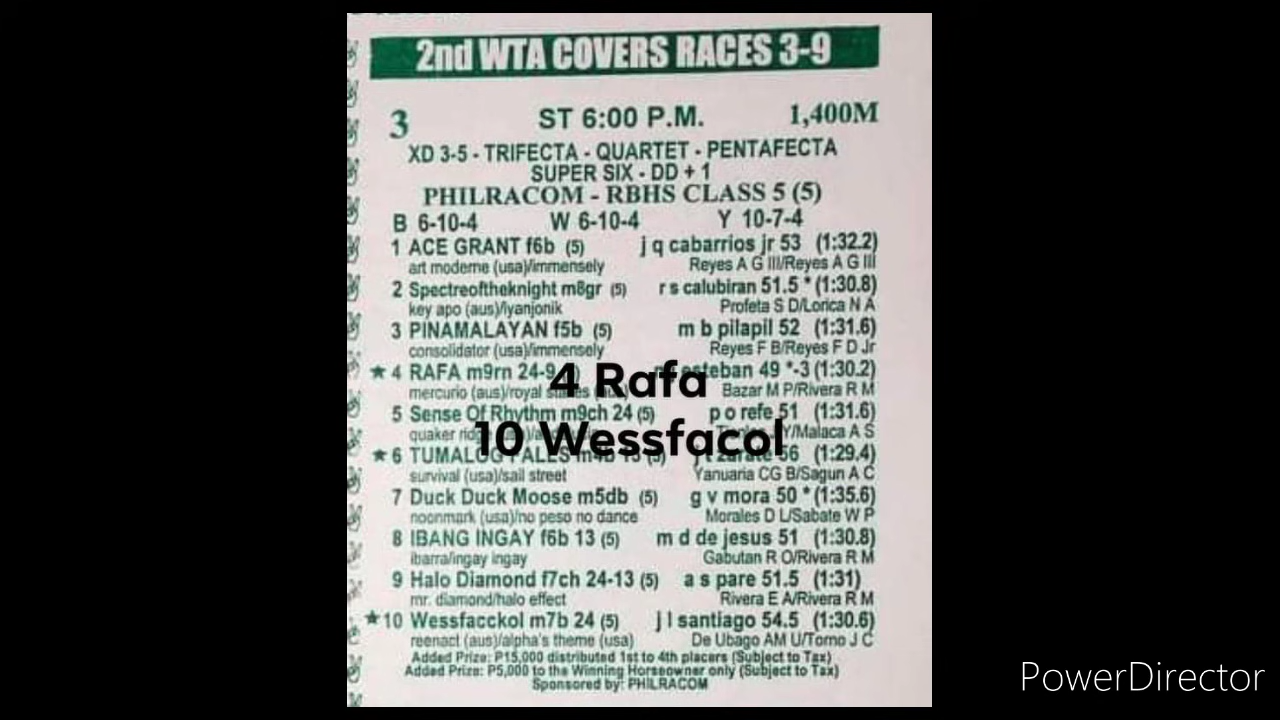 2nd WTA COVERS RACES 3-9
3 ST 6:00 P.M. 1,400M
XD 3-5 - TRIFECTA - QUARTET - PENTAFECTA
SUPER SIX - DD + 1
PHILRACOM - RBHS CLASS 5 (5)
B 6-10-4 W 6-10-4 Y 10-7-4
1 ACE GRANT f6b (5) j q cabarrios jr 53 (1:32.2)
art moderne (usa)/immensely Reyes A G III/Reyes A G III
2 Spectreoftheknight m8gr (5) r s calubiran 51.5 * (1:30.8)
key apo (aus)/iyanjonik Profeta S D/Lorica N A
3 PINAMALAYAN f5b (5) m b pilapil 52 (1:31.6)
consolidator (usa)/immensely Reyes F B/Reyes F D Jr
★ 4 RAFA m9rn 24-9 esteban 49 *-3 (1:30.2)
4 Rafa
mercurio (aus)/royal Bazar M P/Rivera R M
5 Sense Of Rhythm m9ch 24 (5) p o refe 51 (1:31.6)
quaker Y/Malaca A S
10 Wessfacol
★ 6 TUMALOG FALLS 56 (1:29.4)
survival (usa)/sail street Yanuaria CG B/Sagun A C
7 Duck Duck Moose m5db (5) g v mora 50 * (1:35.6)
noonmark (usa)/no peso no dance Morales D L/Sabate W P
8 IBANG INGAY f6b 13 (5) m d de jesus 51 (1:30.8)
ibarra/ingay ingay Gabutan R O/Rivera R M
9 Halo Diamond f7ch 24-13 (5) a s pare 51.5 (1:31)
mr. diamond/halo effect Rivera E A/Rivera R M
★ 10 Wessfacckol m7b 24 (5) j l santiago 54.5 (1:30.6)
reenact (aus)/alpha's theme (usa) De Ubago AM U/Torno J C
Added Prize: P15,000 distributed 1st to 4th placers (Subject to Tax)
Added Prize: P5,000 to the Winning Horseowner only (Subject to Tax)
Sponsored by: PHILRACOM
PowerDirector